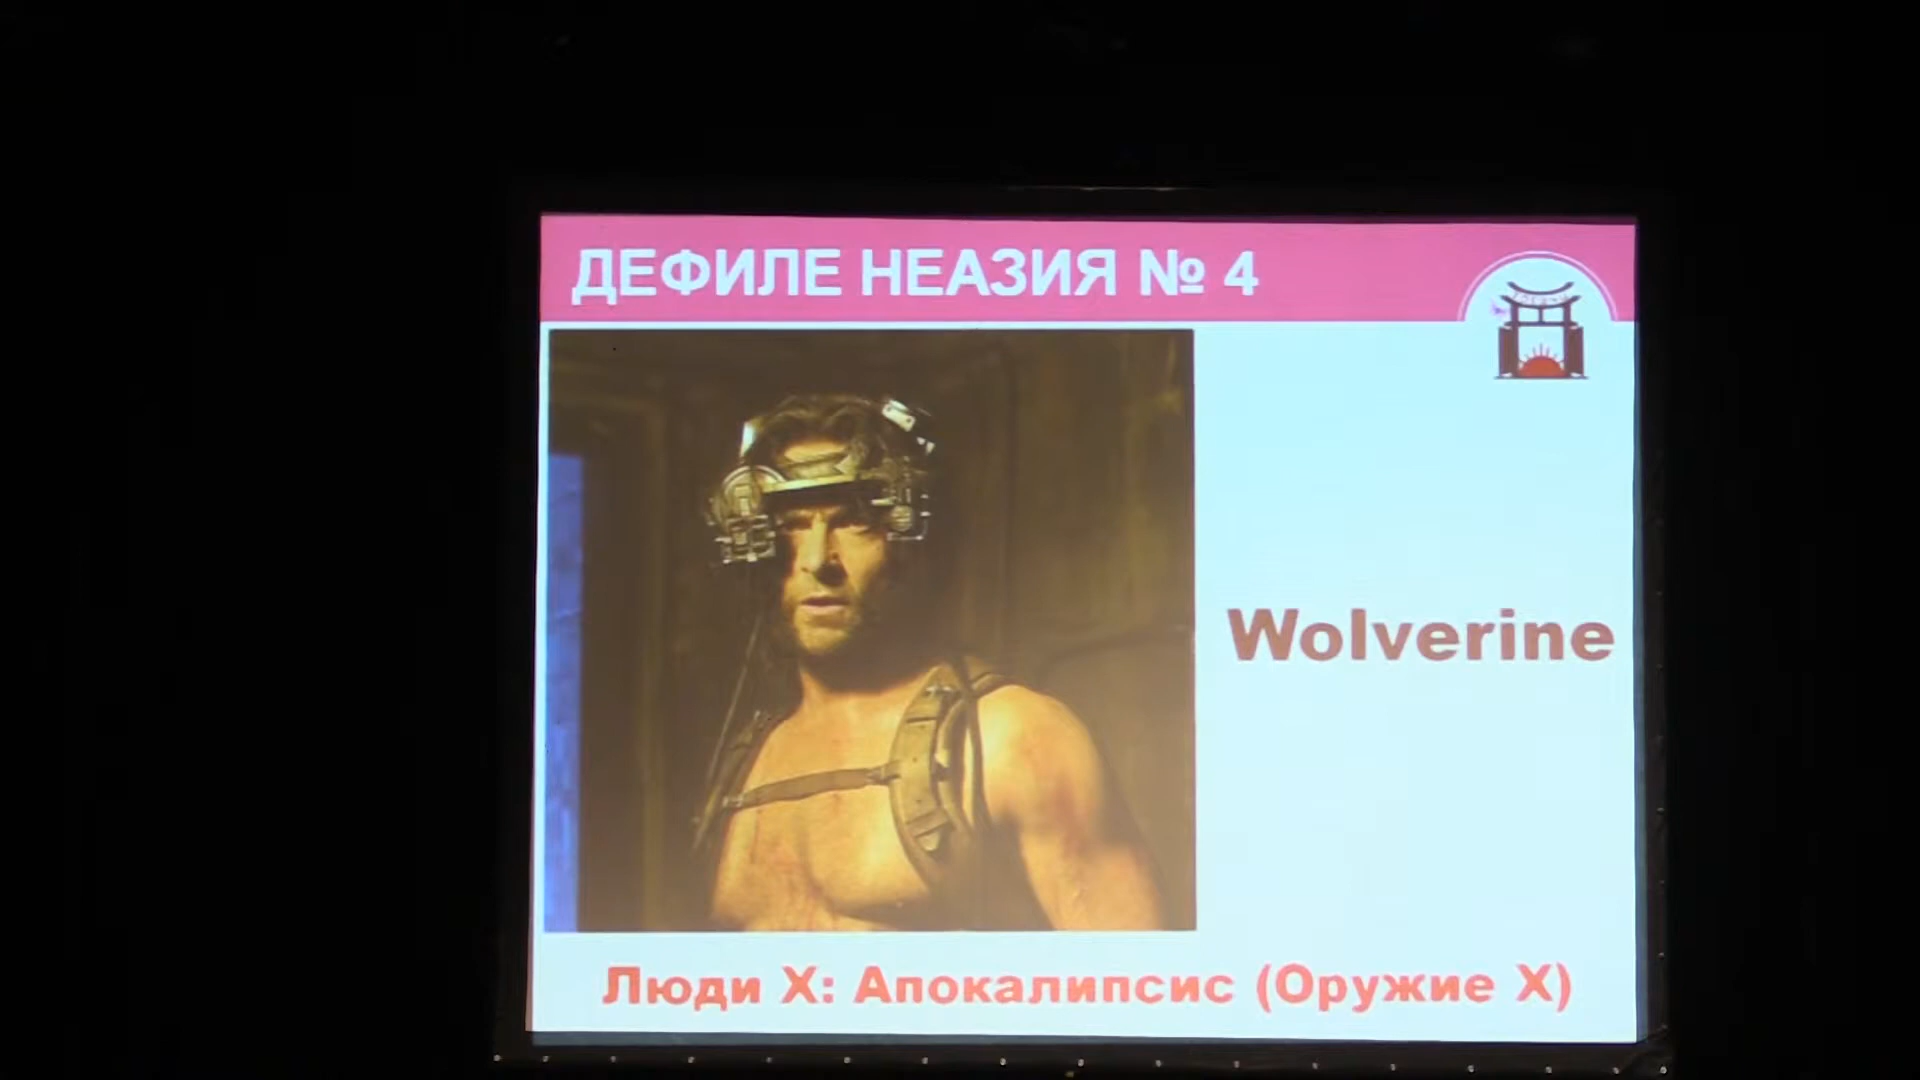 ДЕФИЛЕ НЕАЗИЯ № 4
Wolverine
Люди X: Апокалипсис (Оружие X)